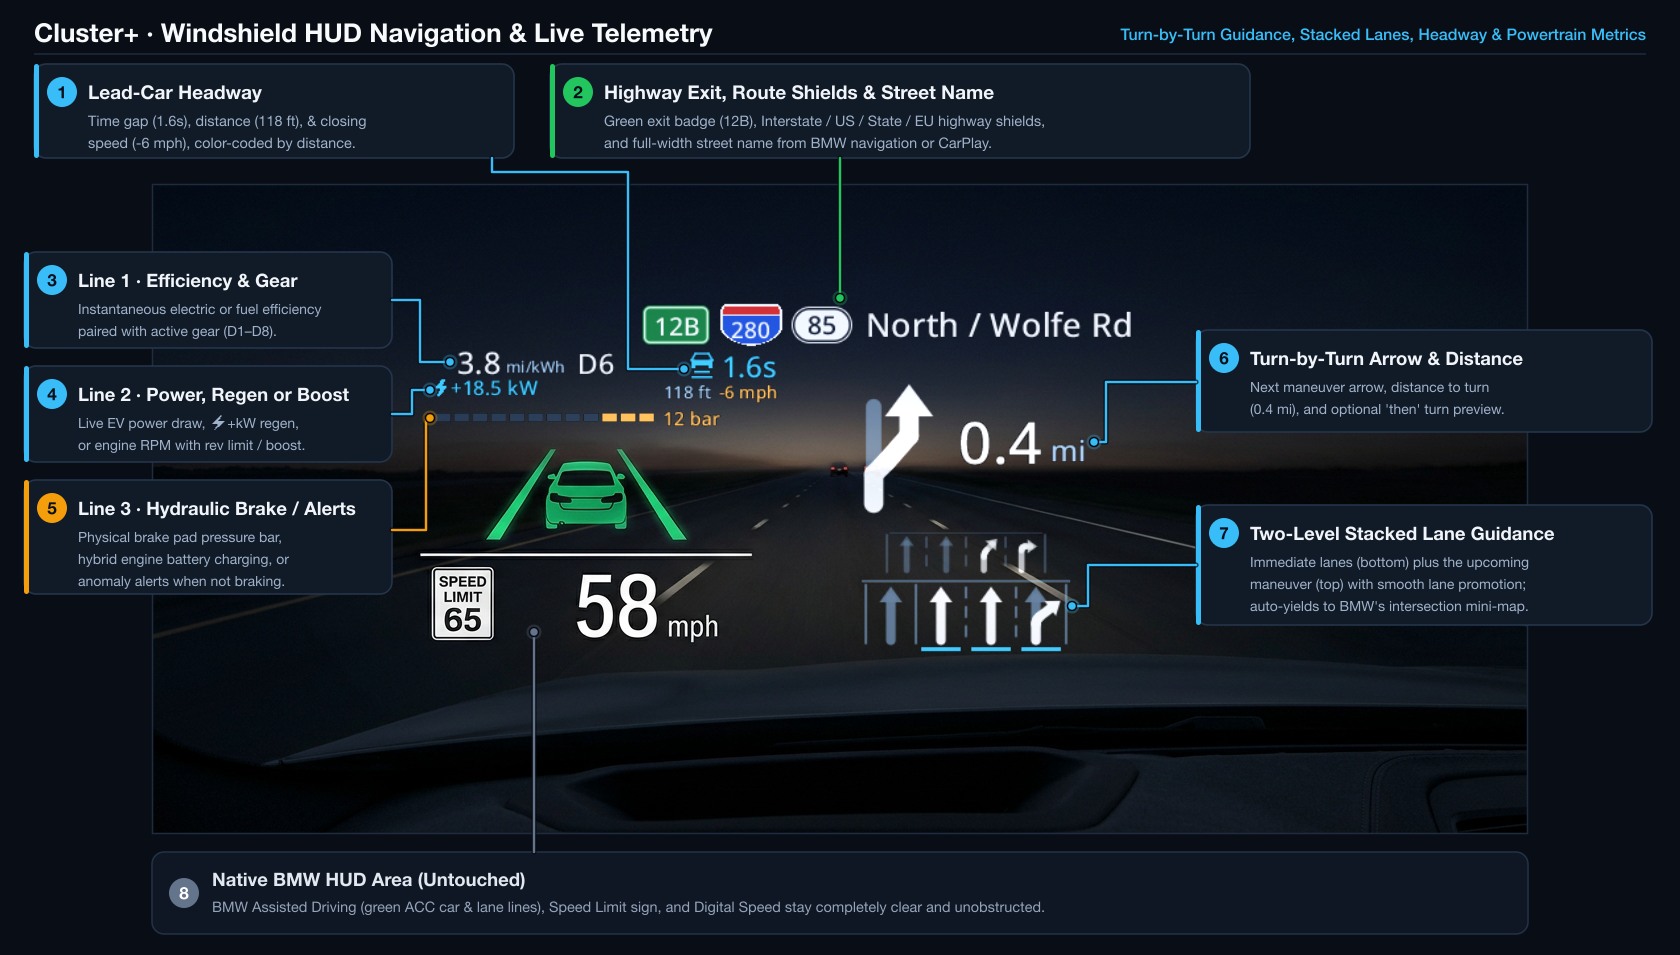 Cluster+ · Windshield HUD Navigation & Live Telemetry
Turn-by-Turn Guidance, Stacked Lanes, Headway & Powertrain Metrics
1 Lead-Car Headway
Time gap (1.6s), distance (118 ft), & closing
speed (-6 mph), color-coded by distance.
2 Highway Exit, Route Shields & Street Name
Green exit badge (12B), Interstate / US / State / EU highway shields,
and full-width street name from BMW navigation or CarPlay.
3 Line 1 · Efficiency & Gear
Instantaneous electric or fuel efficiency
paired with active gear (D1–D8).
4 Line 2 · Power, Regen or Boost
Live EV power draw, ⚡+kW regen,
or engine RPM with rev limit / boost.
5 Line 3 · Hydraulic Brake / Alerts
Physical brake pad pressure bar,
hybrid engine battery charging, or
anomaly alerts when not braking.
12B 280 85 North / Wolfe Rd
3.8 mi/kWh D6
1.6s
+18.5 kW
118 ft -6 mph
12 bar
0.4 mi
SPEED
LIMIT
65
58 mph
6 Turn-by-Turn Arrow & Distance
Next maneuver arrow, distance to turn
(0.4 mi), and optional 'then' turn preview.
7 Two-Level Stacked Lane Guidance
Immediate lanes (bottom) plus the upcoming
maneuver (top) with smooth lane promotion;
auto-yields to BMW's intersection mini-map.
8 Native BMW HUD Area (Untouched)
BMW Assisted Driving (green ACC car & lane lines), Speed Limit sign, and Digital Speed stay completely clear and unobstructed.